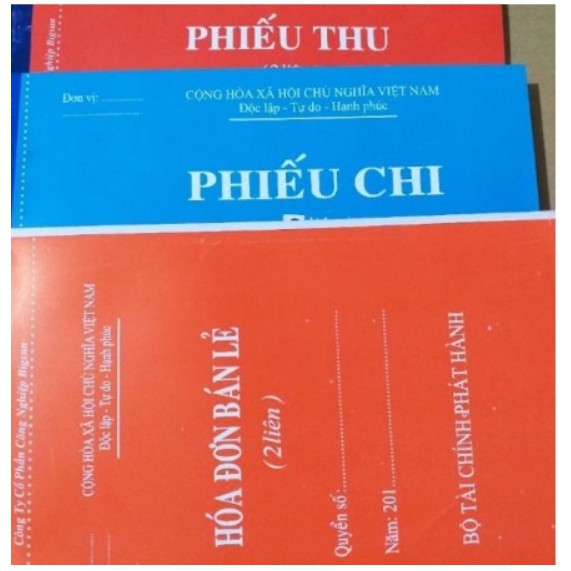 Nghiệp Bigsun
PHIẾU THU
Đơn vị: ............
CỘNG HÒA XÃ HỘI CHỦ NGHĨA VIỆT NAM
Độc lập - Tự do - Hạnh phúc
PHIẾU CHI
Công Ty Cổ Phần Công Nghiệp Bigsun
CỘNG HÒA XÃ HỘI CHỦ NGHĨA VIỆT NAM
Độc lập - Tự do - Hạnh phúc
HÓA ĐƠN BÁN LẺ
(2 liên)
Quyển số:....................
Năm: 201....................
BỘ TÀI CHÍNH PHÁT HÀNH